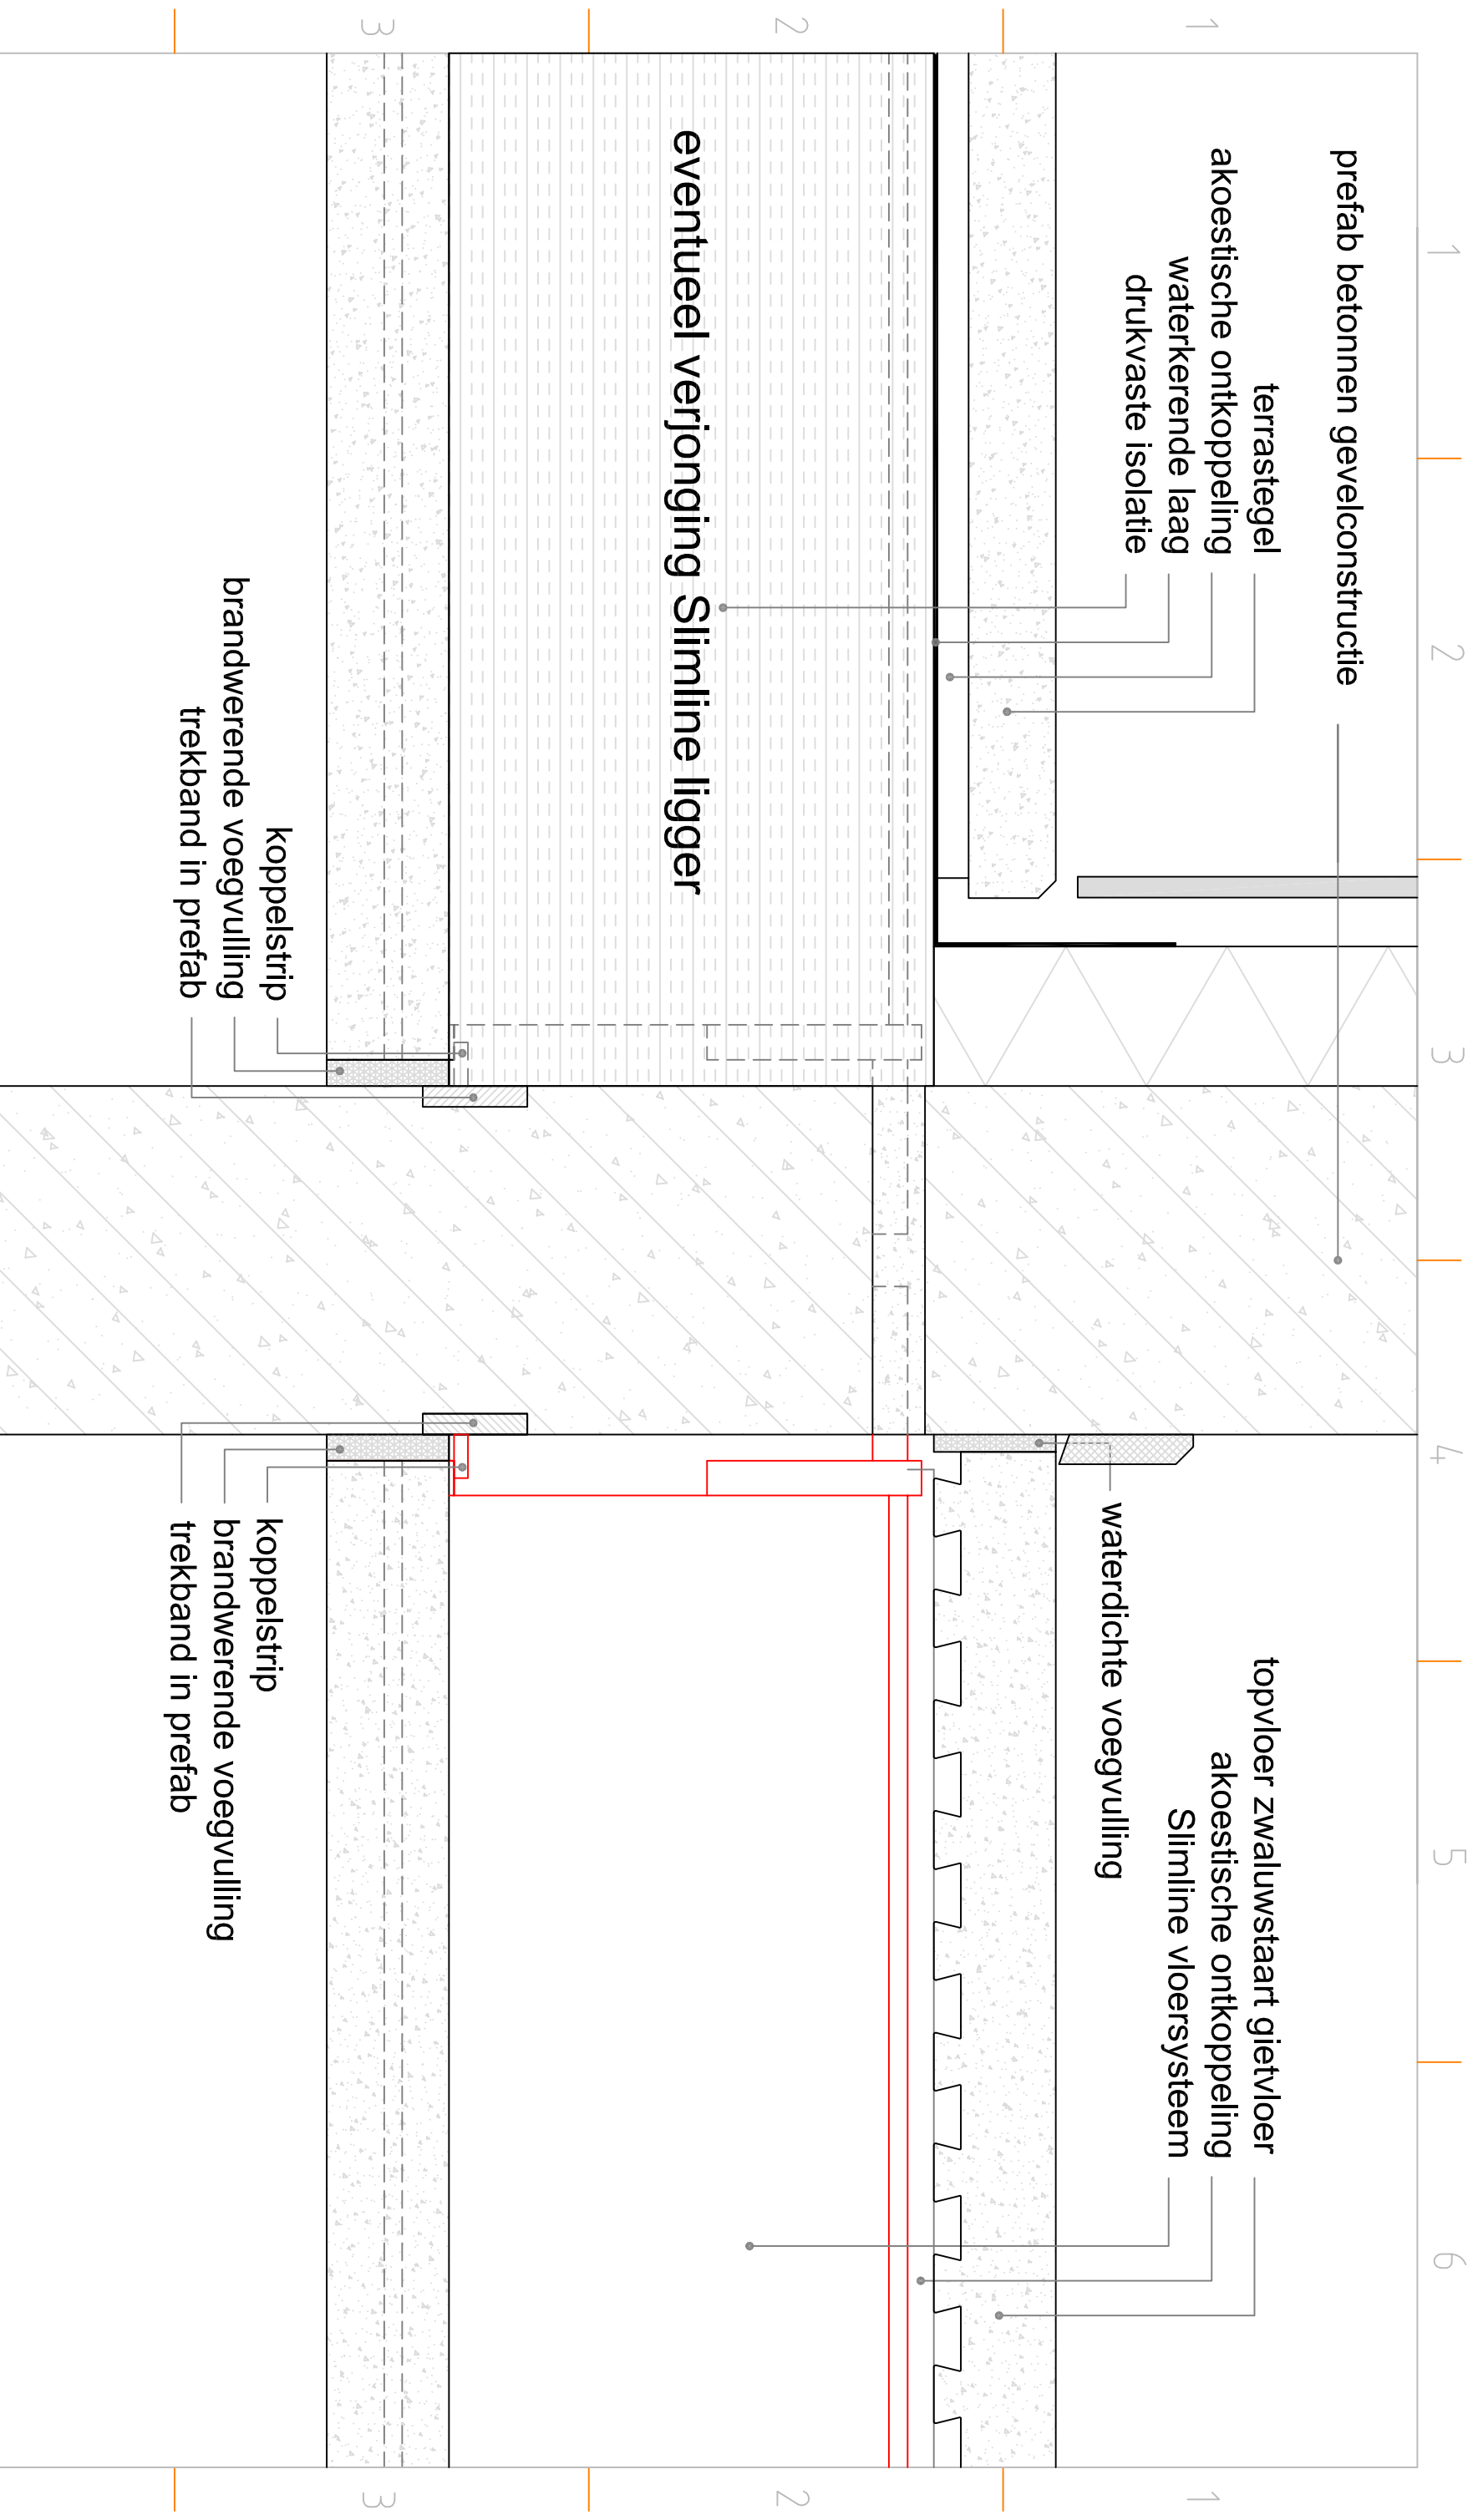 1
2
3
4
5
6
prefab betonnen gevelconstructie
terrastegel
akoestische ontkoppeling
waterkerende laag
drukvaste isolatie
topvloer zwaluwstaart gietvloer
akoestische ontkoppeling
Slimline vloersysteem
waterdichte voegvulling
eventueel verjonging Slimline ligger
koppelstrip
brandwerende voegvulling
trekband in prefab
koppelstrip
brandwerende voegvulling
trekband in prefab
1
2
3
1
2
3